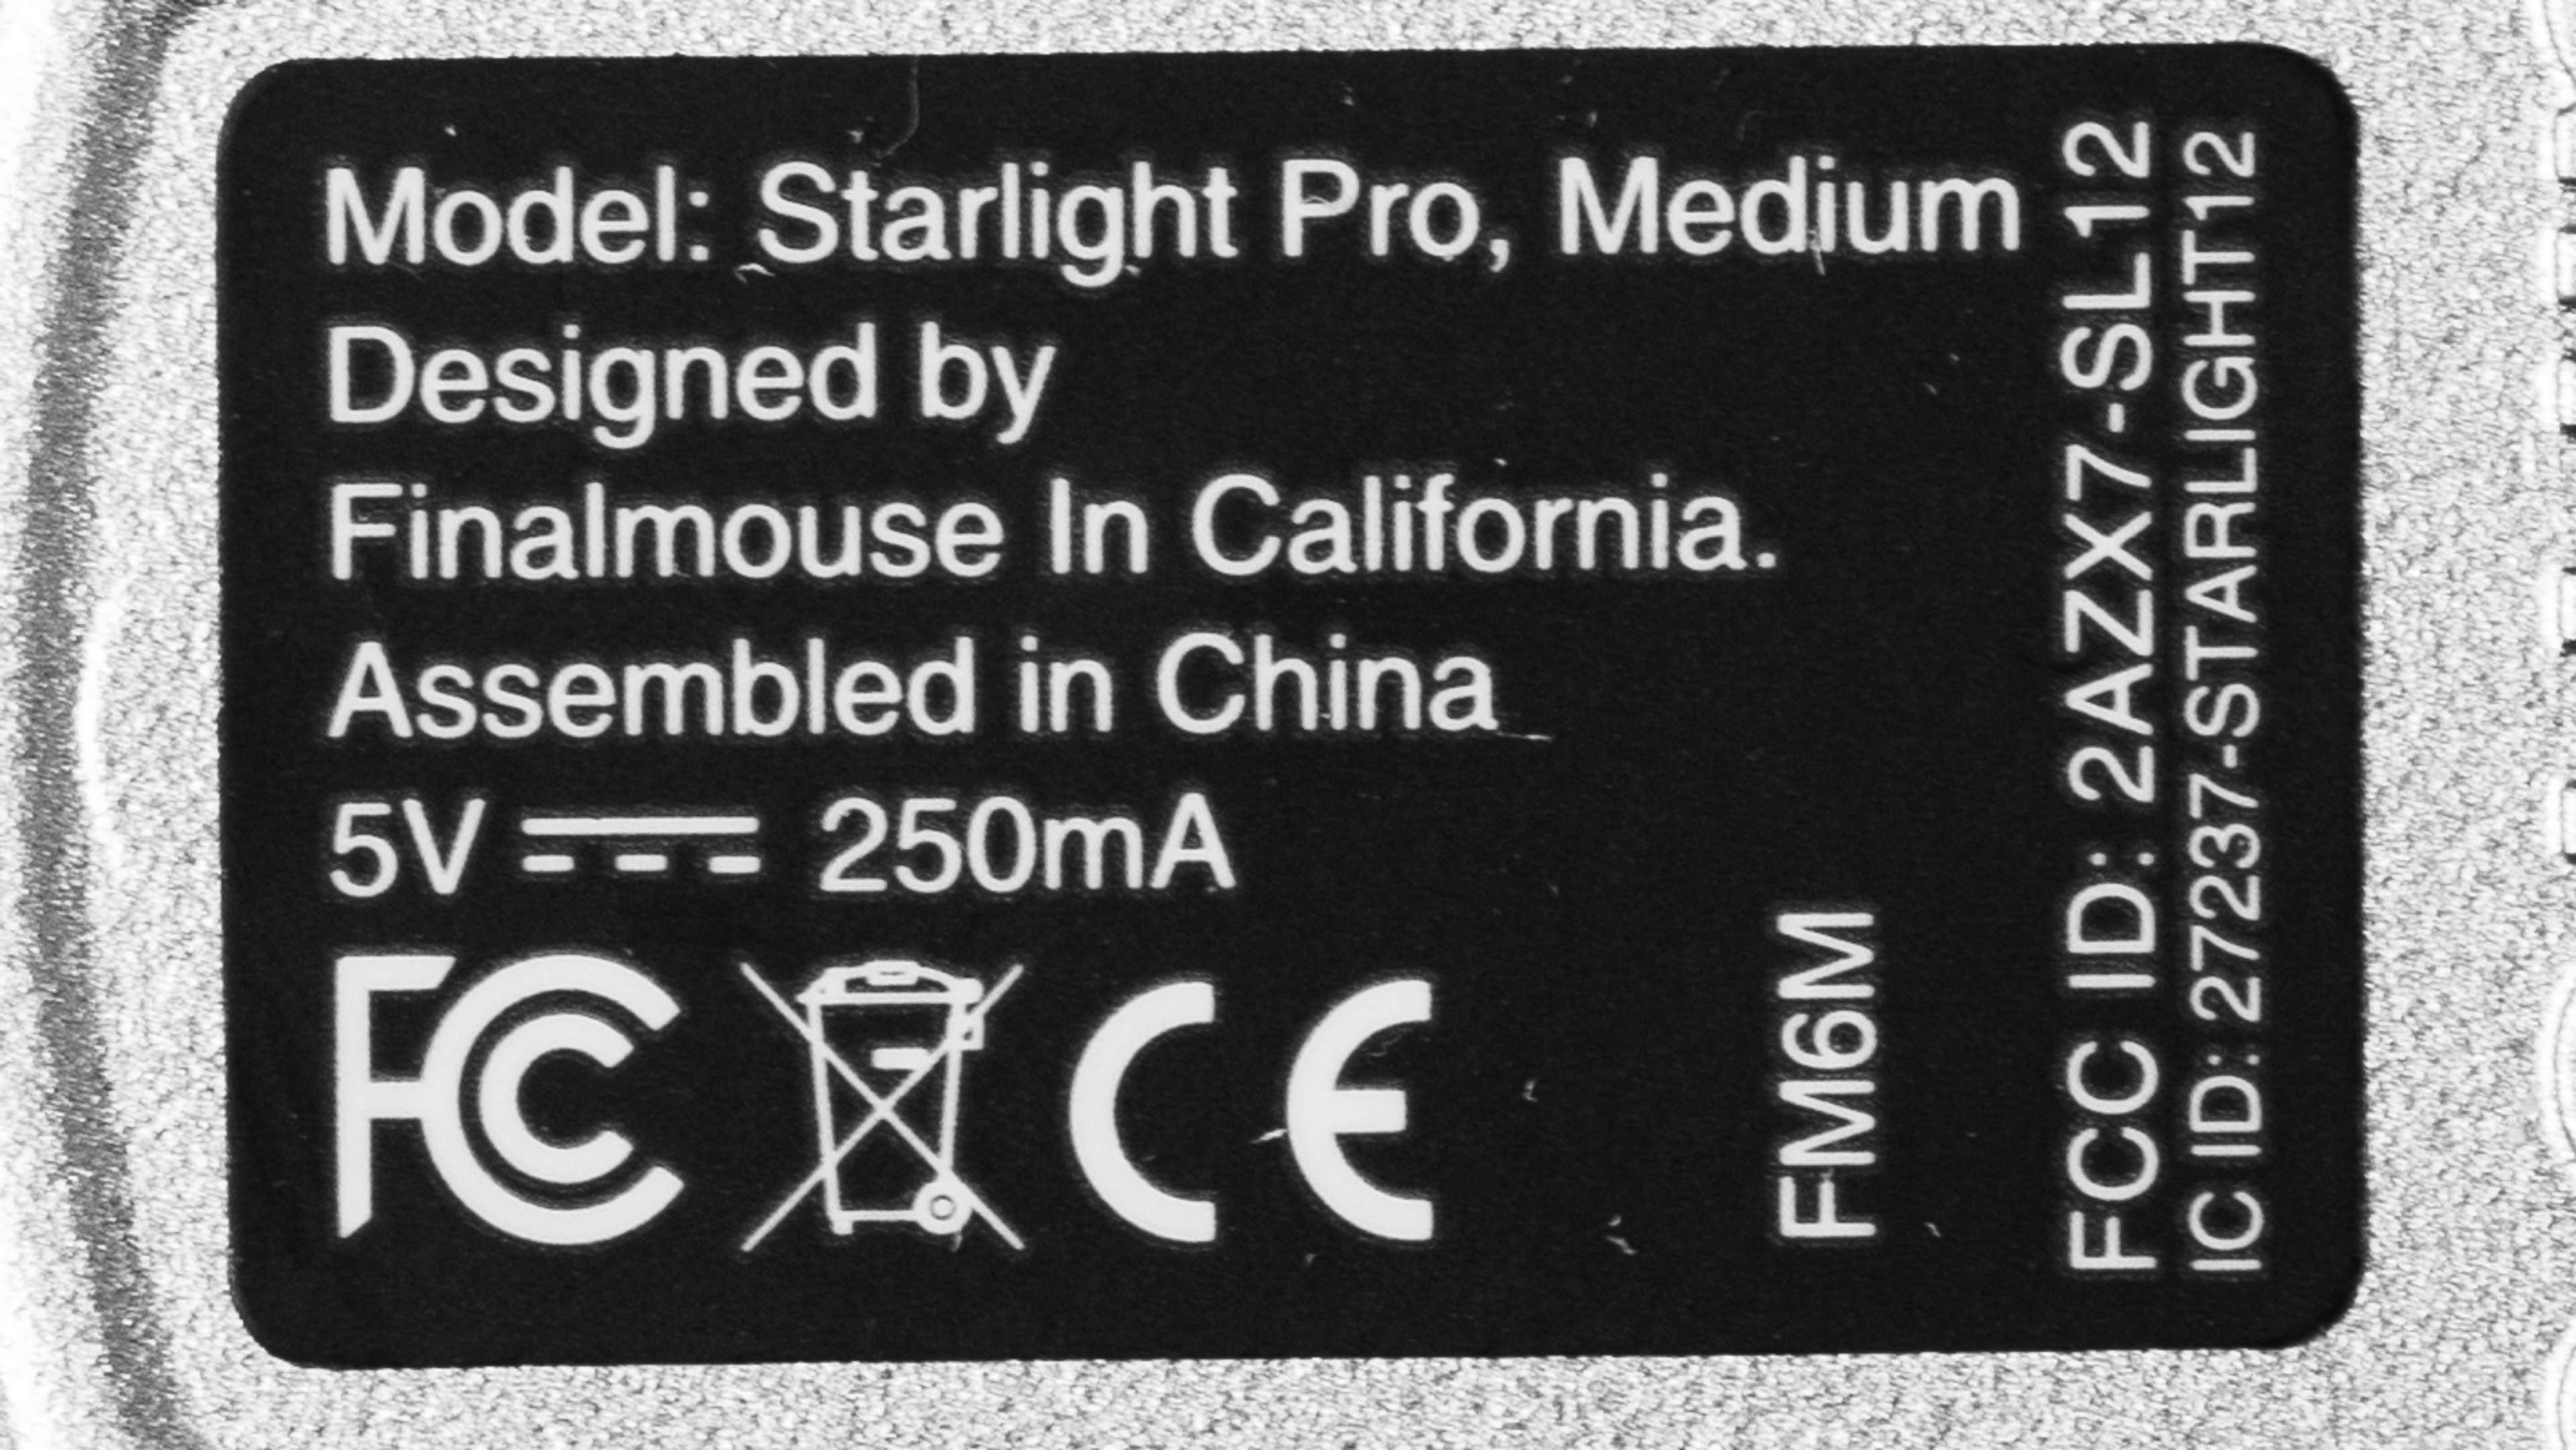 Model: Starlight Pro, Medium
Designed by
Finalmouse In California.
Assembled in China
5V ⎓ 250mA
FC CE
FM6M
FCC ID: 2AZX7-SL12
IC ID: 27237-STARLIGHT12